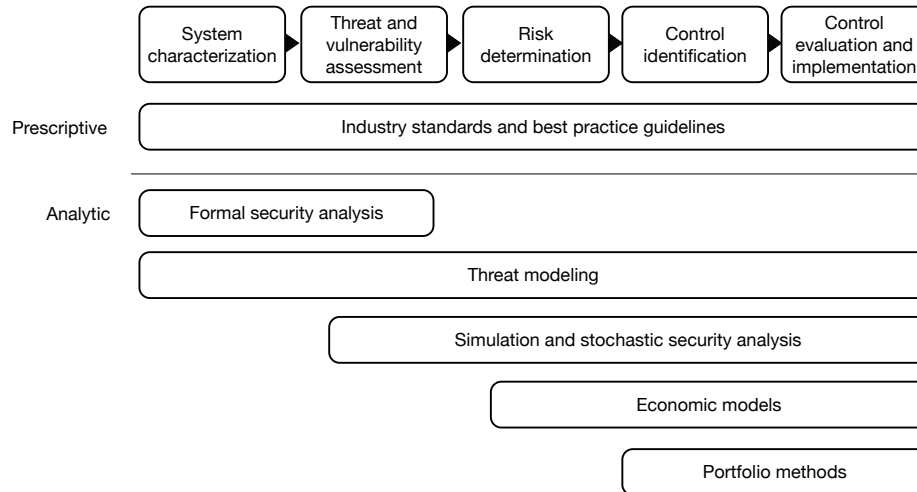 System
characterization
Threat and
vulnerability
assessment
Risk
determination
Control
identification
Control
evaluation and
implementation
Prescriptive
Industry standards and best practice guidelines
Analytic
Formal security analysis
Threat modeling
Simulation and stochastic security analysis
Economic models
Portfolio methods